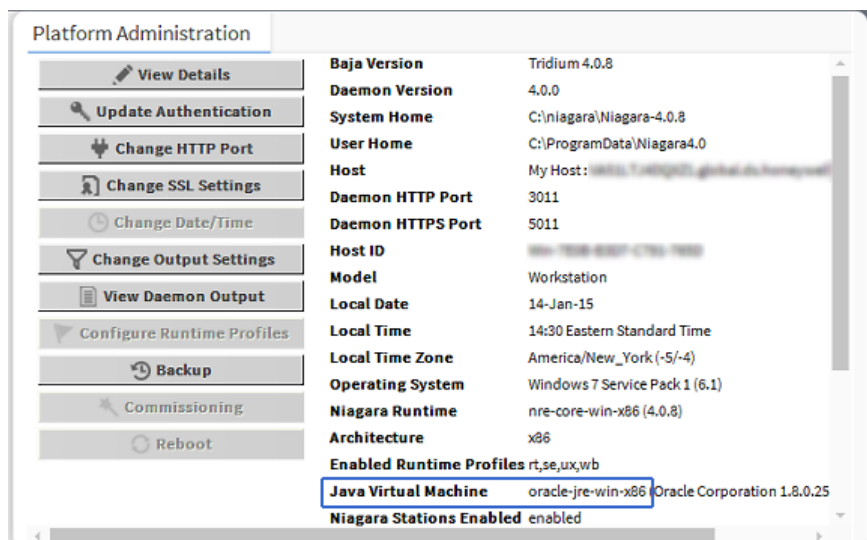 Platform Administration
View Details
Update Authentication
Change HTTP Port
Change SSL Settings
Change Date/Time
Change Output Settings
View Daemon Output
Configure Runtime Profiles
Backup
Commissioning
Reboot
Baja Version Tridium 4.0.8
Daemon Version 4.0.0
System Home C:\niagara\Niagara-4.0.8
User Home C:\ProgramData\Niagara4.0
Host My Host:
Daemon HTTP Port 3011
Daemon HTTPS Port 5011
Host ID
Model Workstation
Local Date 14-Jan-15
Local Time 14:30 Eastern Standard Time
Local Time Zone America/New_York (-5/-4)
Operating System Windows 7 Service Pack 1 (6.1)
Niagara Runtime nre-core-win-x86 (4.0.8)
Architecture x86
Enabled Runtime Profiles rt,se,ux,wb
Java Virtual Machine oracle-jre-win-x86 (Oracle Corporation 1.8.0.25
Niagara Stations Enabled enabled